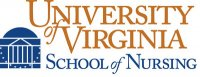 UNIVERSITY
of VIRGINIA
SCHOOL OF NURSING